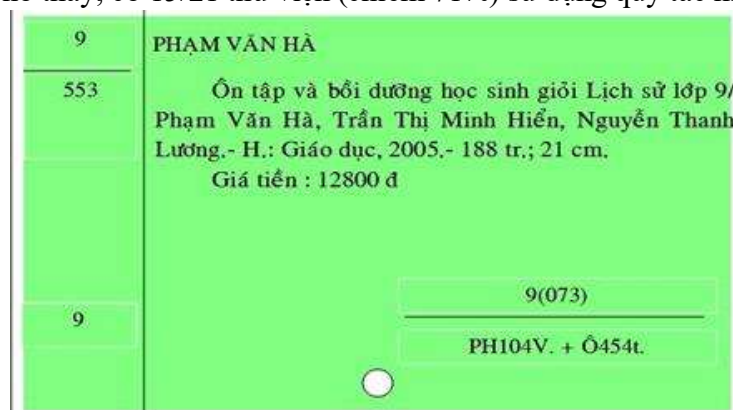 9
PHẠM VĂN HÀ
553
Ôn tập và bồi dưỡng học sinh giỏi Lịch sử lớp 9/
Phạm Văn Hà, Trần Thị Minh Hiển, Nguyễn Thanh
Lương.- H.: Giáo dục, 2005.- 188 tr.; 21 cm.
Giá tiền : 12800 đ
9(073)
9
PH104V. + Ô454t.